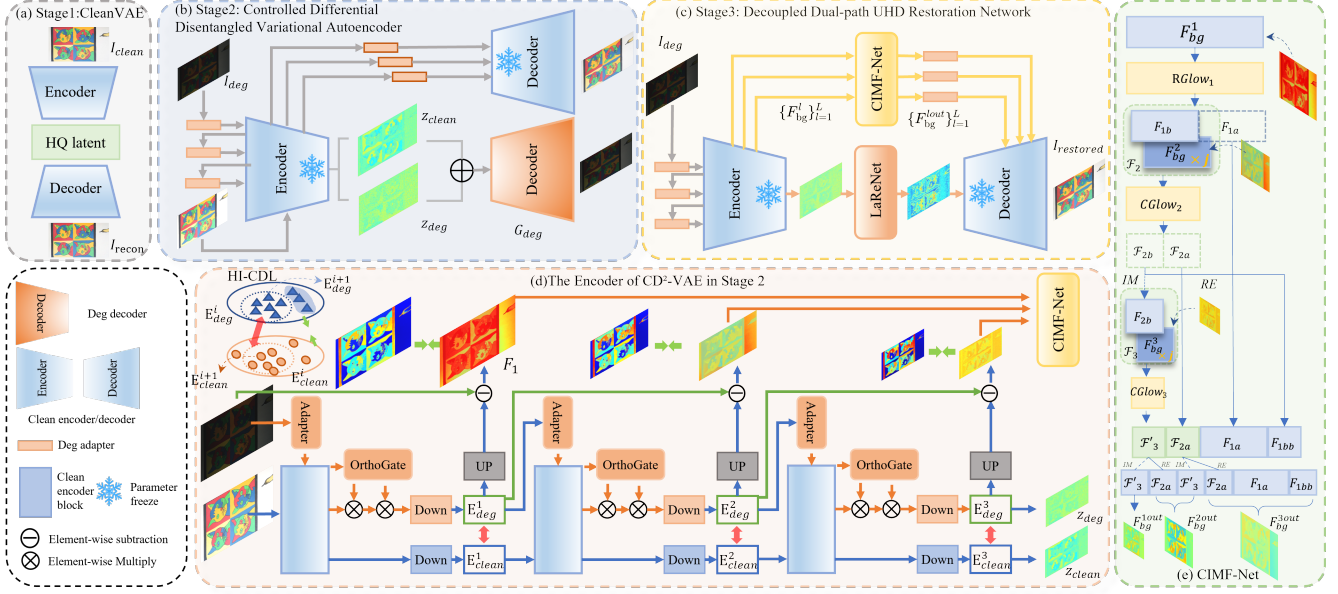 (a) Stage1:CleanVAE
I_clean
Encoder
HQ latent
Decoder
I_recon
(b) Stage2: Controlled Differential
Disentangled Variational Autoencoder
I_deg
Encoder
z_clean
z_deg
Decoder
Decoder
G_deg
(c) Stage3: Decoupled Dual-path UHD Restoration Network
I_deg
CIMF-Net
{F_bg^l}_{l=1}^L
{F_bg^lout}_{l=1}^L
Encoder
LaReNet
Decoder
I_restored
Decoder
Deg decoder
Encoder
Decoder
Clean encoder/decoder
Deg adapter
Clean
encoder
block
Parameter
freeze
Element-wise subtraction
Element-wise Multiply
(d)The Encoder of CD²-VAE in Stage 2
HI-CDL
E_deg^{i+1}
E_deg^i
E_clean^{i+1}
E_clean^i
F_1
CIMF-Net
Adapter
OrthoGate
UP
Down
E_deg^1
Down
E_clean^1
Adapter
OrthoGate
UP
Down
E_deg^2
Down
E_clean^2
Adapter
OrthoGate
UP
Down
E_deg^3
Down
E_clean^3
z_deg
z_clean
F_bg^1
RGlow_1
F_1b
F_1a
F_bg^2
ℱ_2
CGlow_2
ℱ_2b
ℱ_2a
IM
RE
F_2b
F_bg^3
ℱ_3
CGlow_3
ℱ'_3
ℱ_2a
F_1a
F_1bb
IM
RE
IM
RE
ℱ'_3
ℱ_2a
ℱ'_3
ℱ_2a
F_1a
F_1bb
F_bg^1out
F_bg^2out
F_bg^3out
(e) CIMF-Net